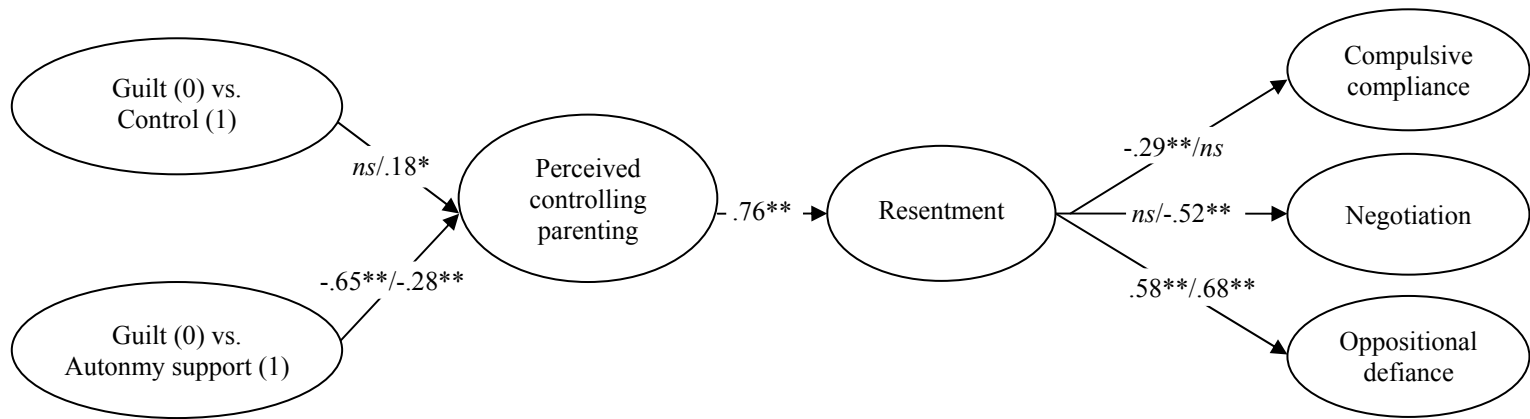 Guilt (0) vs.
Control (1)
ns/.18*
Guilt (0) vs.
Autonmy support (1)
-.65**/-.28**
Perceived
controlling
parenting
.76**
Resentment
-.29**/ns
ns/-.52**
.58**/.68**
Compulsive
compliance
Negotiation
Oppositional
defiance